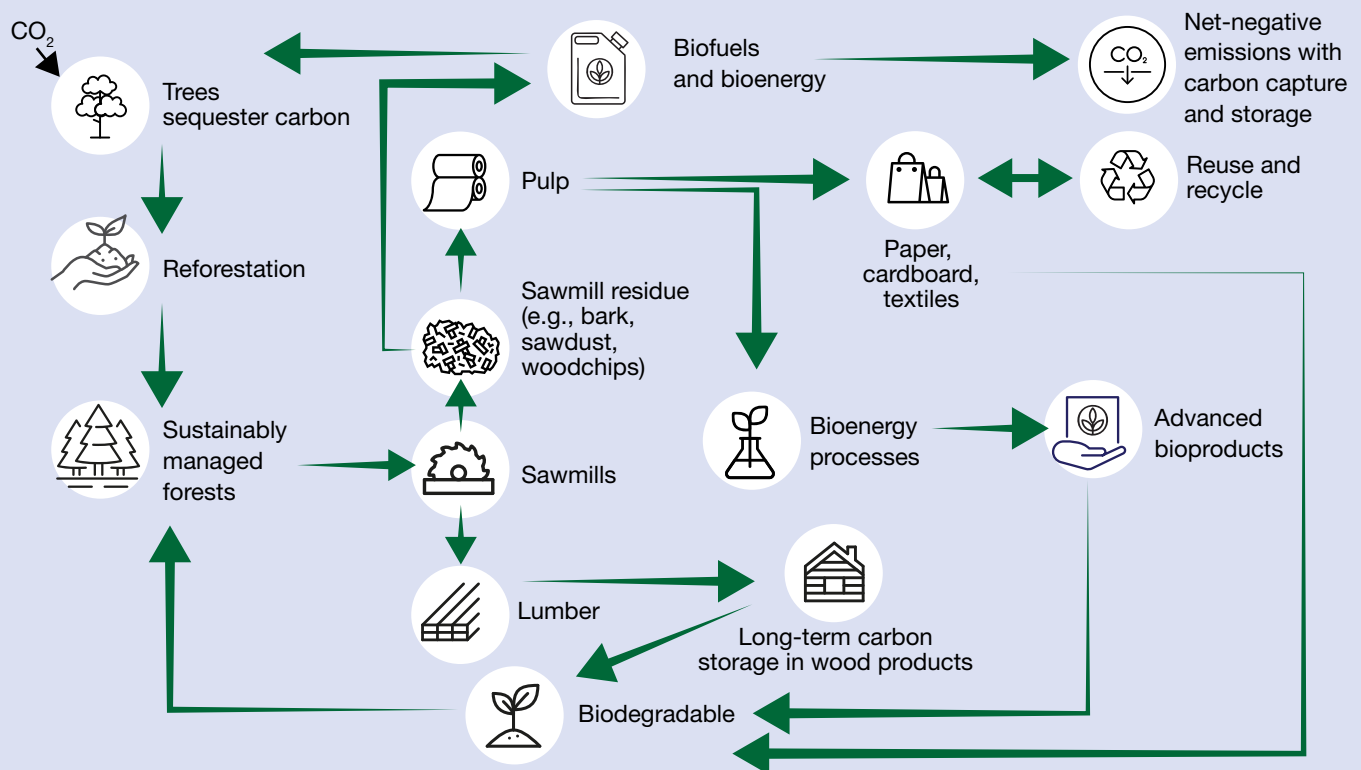 CO2
Trees
sequester carbon
Biofuels
and bioenergy
CO2
Net-negative
emissions with
carbon capture
and storage
Pulp
Reuse and
recycle
Paper,
cardboard,
textiles
Reforestation
Sawmill residue
(e.g., bark,
sawdust,
woodchips)
Sustainably
managed
forests
Sawmills
Bioenergy
processes
Advanced
bioproducts
Lumber
Long-term carbon
storage in wood products
Biodegradable